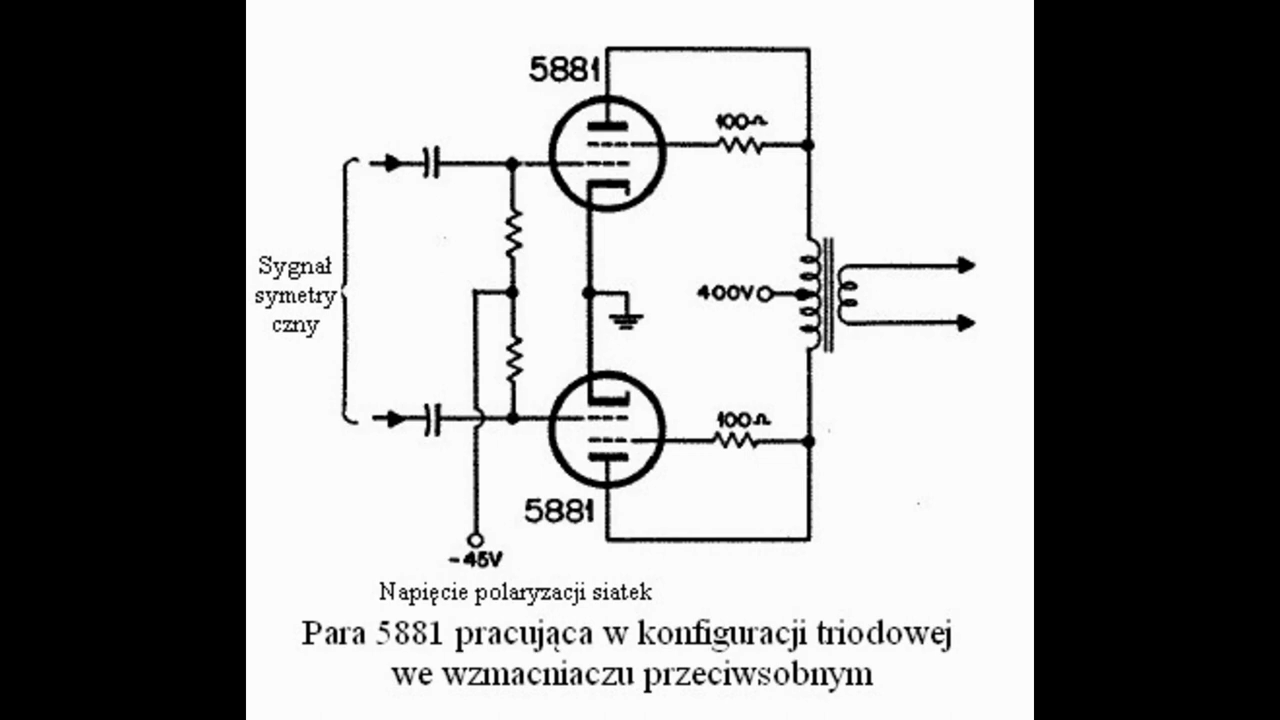 5881
100Ω
Sygnał
symetry
czny
400V
100Ω
5881
-45V
Napięcie polaryzacji siatek
Para 5881 pracująca w konfiguracji triodowej
we wzmacniaczu przeciwsobnym